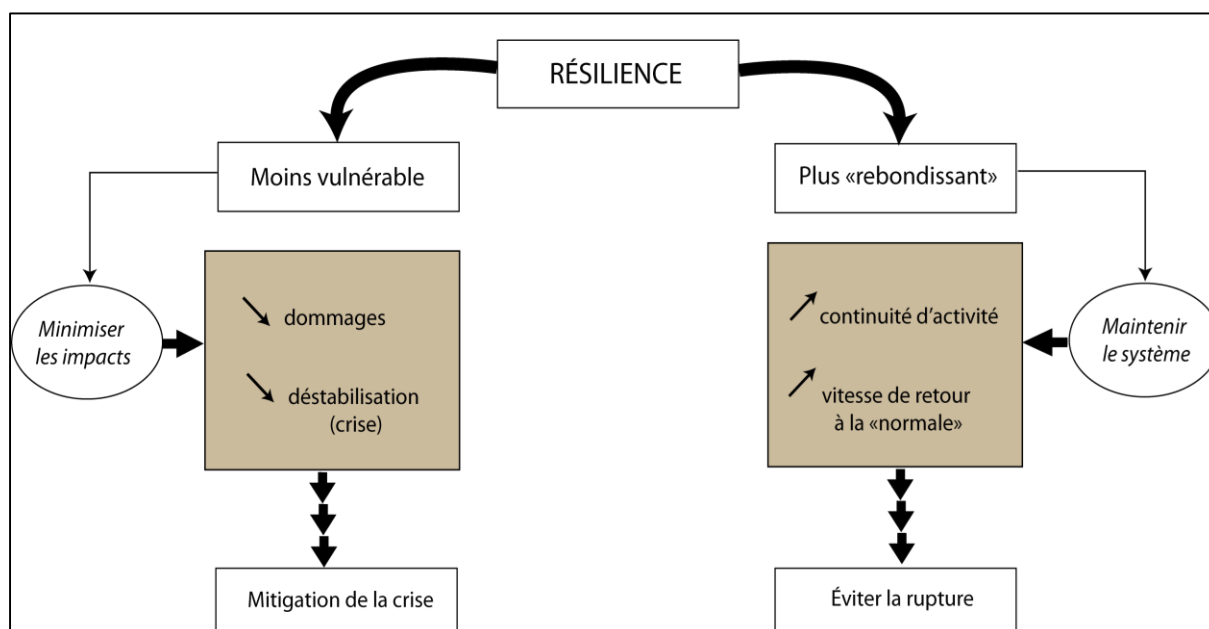 RÉSILIENCE
Moins vulnérable
Plus «rebondissant»
Minimiser
les impacts
dommages
déstabilisation
(crise)
continuité d'activité
vitesse de retour
à la «normale»
Maintenir
le système
Mitigation de la crise
Éviter la rupture